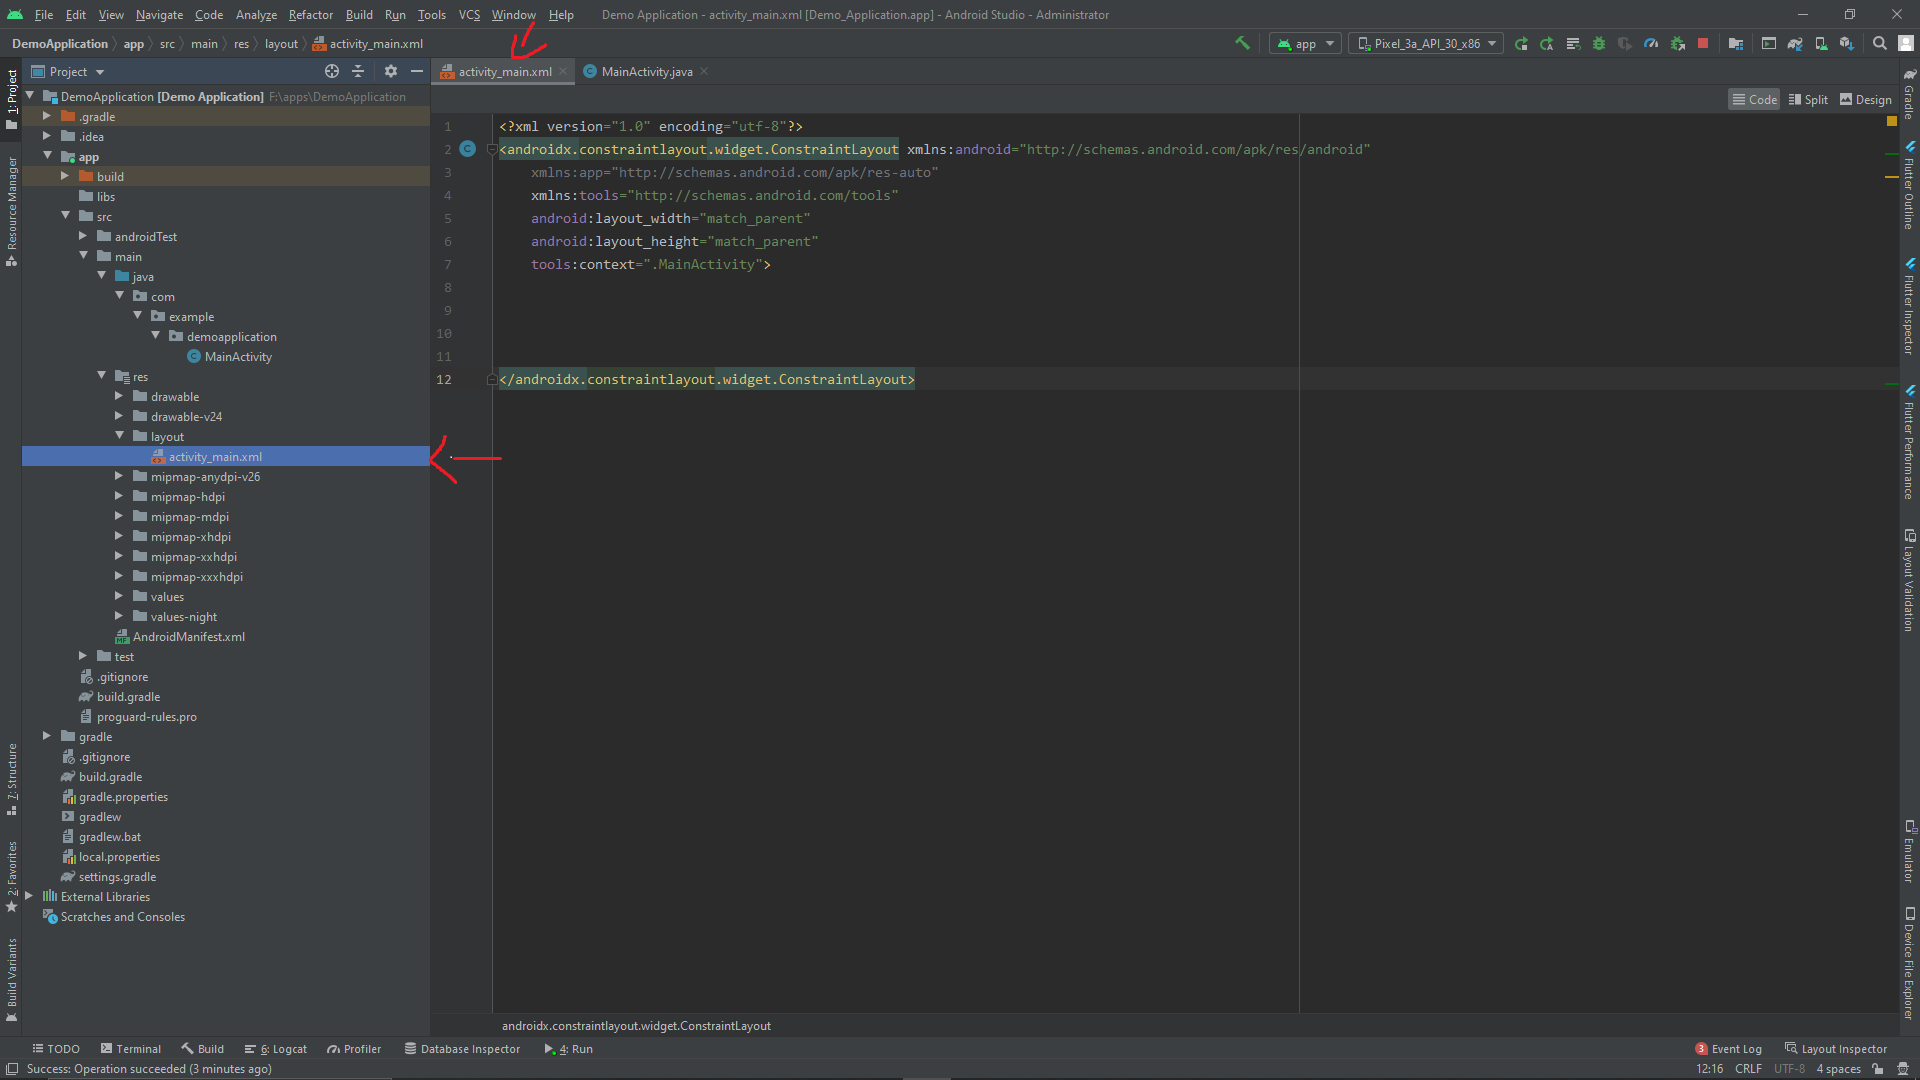 File Edit View Navigate Code Analyze Refactor Build Run Tools VCS Window Help Demo Application - activity_main.xml [Demo_Application.app] - Android Studio - Administrator
DemoApplication app src main res layout activity_main.xml app Pixel_3a_API_30_x86
Project activity_main.xml MainActivity.java
Code Split Design
DemoApplication [Demo Application] F:\apps\DemoApplication
.gradle
.idea
app
build
libs
src
androidTest
main
java
com
example
demoapplication
MainActivity
res
drawable
drawable-v24
layout
activity_main.xml
mipmap-anydpi-v26
mipmap-hdpi
mipmap-mdpi
mipmap-xhdpi
mipmap-xxhdpi
mipmap-xxxhdpi
values
values-night
AndroidManifest.xml
test
.gitignore
build.gradle
proguard-rules.pro
gradle
.gitignore
build.gradle
gradle.properties
gradlew
gradlew.bat
local.properties
settings.gradle
External Libraries
Scratches and Consoles
1 <?xml version="1.0" encoding="utf-8"?>
2 <androidx.constraintlayout.widget.ConstraintLayout xmlns:android="http://schemas.android.com/apk/res/android"
3 xmlns:app="http://schemas.android.com/apk/res-auto"
4 xmlns:tools="http://schemas.android.com/tools"
5 android:layout_width="match_parent"
6 android:layout_height="match_parent"
7 tools:context=".MainActivity">
8
9
10
11
12 </androidx.constraintlayout.widget.ConstraintLayout>
androidx.constraintlayout.widget.ConstraintLayout
1: Project
Resource Manager
7: Structure
2: Favorites
Build Variants
Gradle
Flutter Outline
Flutter Inspector
Flutter Performance
Layout Validation
Emulator
Device File Explorer
TODO Terminal Build 6: Logcat Profiler Database Inspector 4: Run 3 Event Log Layout Inspector
Success: Operation succeeded (3 minutes ago) 12:16 CRLF UTF-8 4 spaces